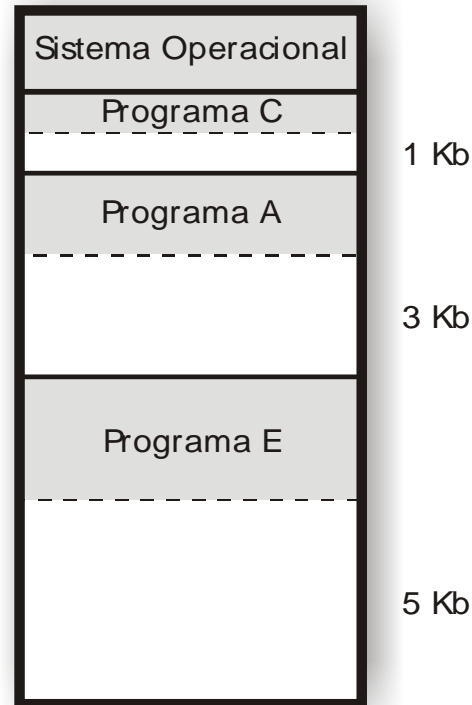 Sistema Operacional
Programa C
1 Kb
Programa A
3 Kb
Programa E
5 Kb